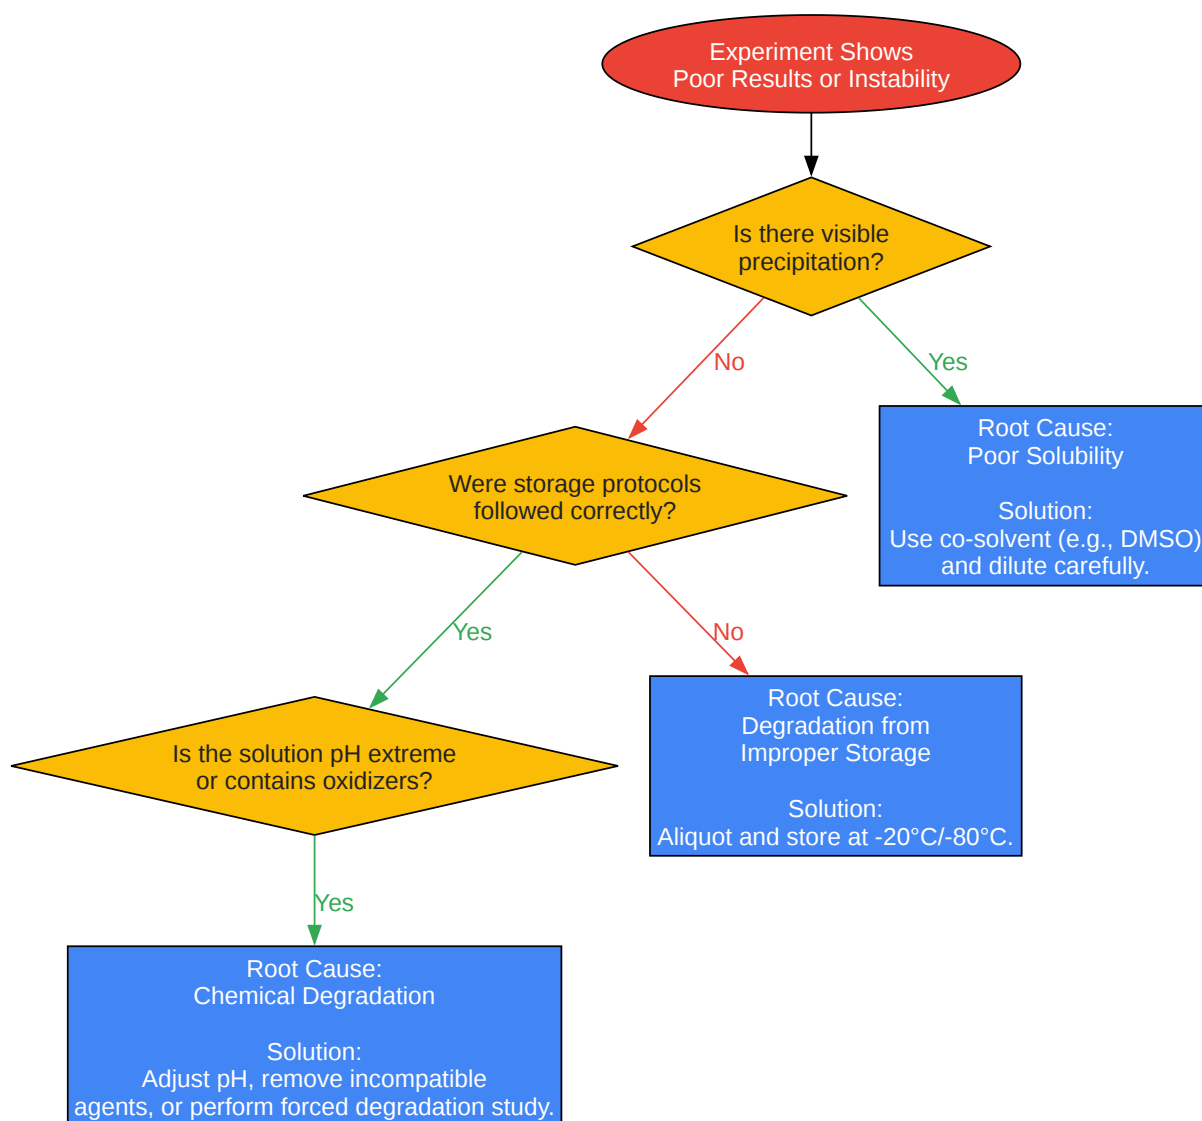 Experiment Shows
Poor Results or Instability
Is there visible
precipitation?
No
Yes
Root Cause:
Poor Solubility
Solution:
Use co-solvent (e.g., DMSO)
and dilute carefully.
Were storage protocols
followed correctly?
Yes
No
Root Cause:
Degradation from
Improper Storage
Solution:
Aliquot and store at -20°C/-80°C.
Is the solution pH extreme
or contains oxidizers?
Yes
Root Cause:
Chemical Degradation
Solution:
Adjust pH, remove incompatible
agents, or perform forced degradation study.